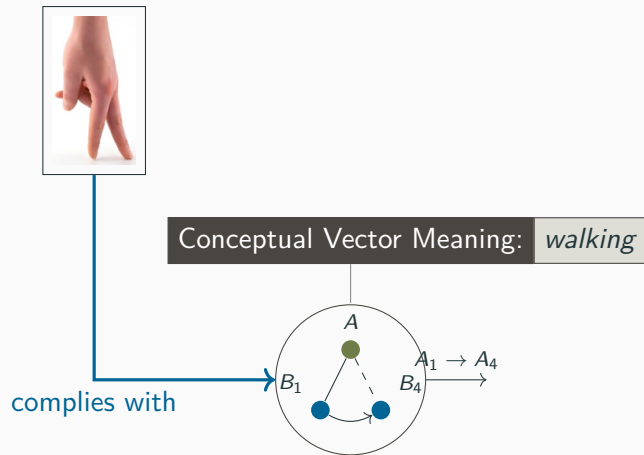 Conceptual Vector Meaning: walking
A
A₁ → A₄
B₁ B₄
complies with